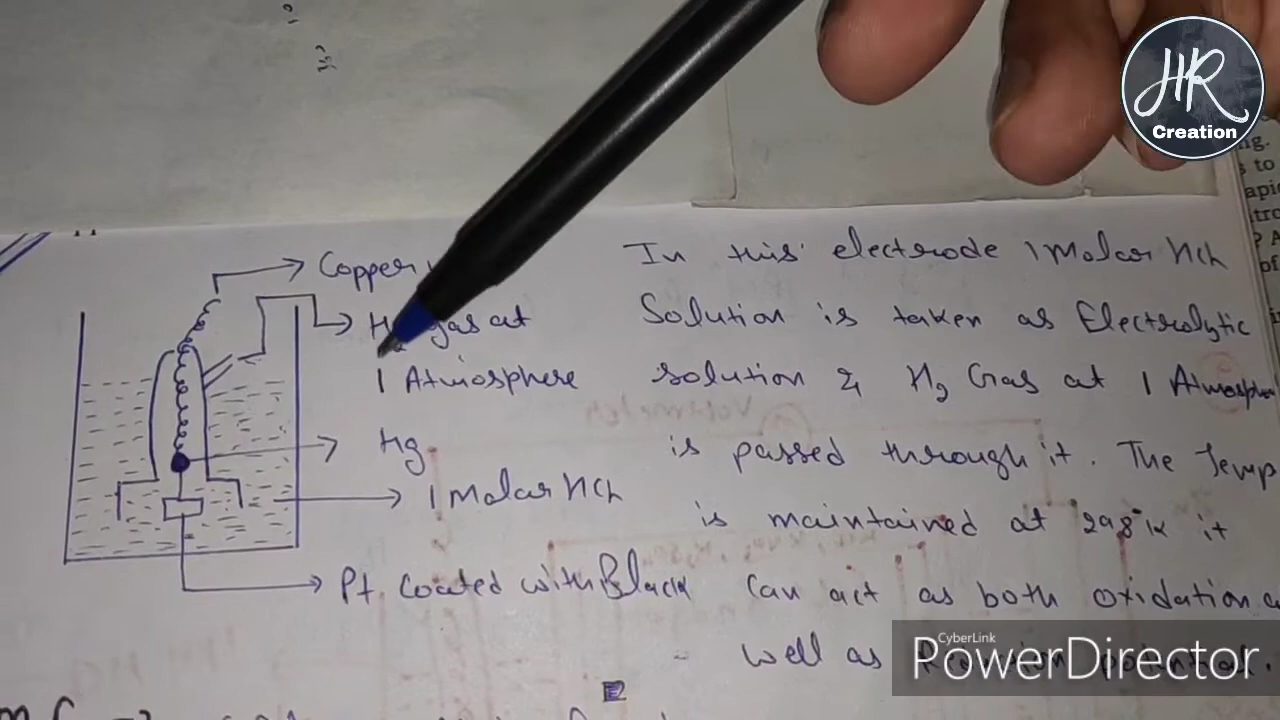 HR
Creation
Copper
H2 gas at
1 Atmosphere
Hg
1 Molar HCl
Pt. Coated with Black
In this electrode 1 Molar HCl
Solution is taken as Electrolytic
solution & H2 Gas at 1 Atmosphere
is passed through it. The Temp
is maintained at 298°K it
Can act as both oxidation
well as
CyberLink
PowerDirector